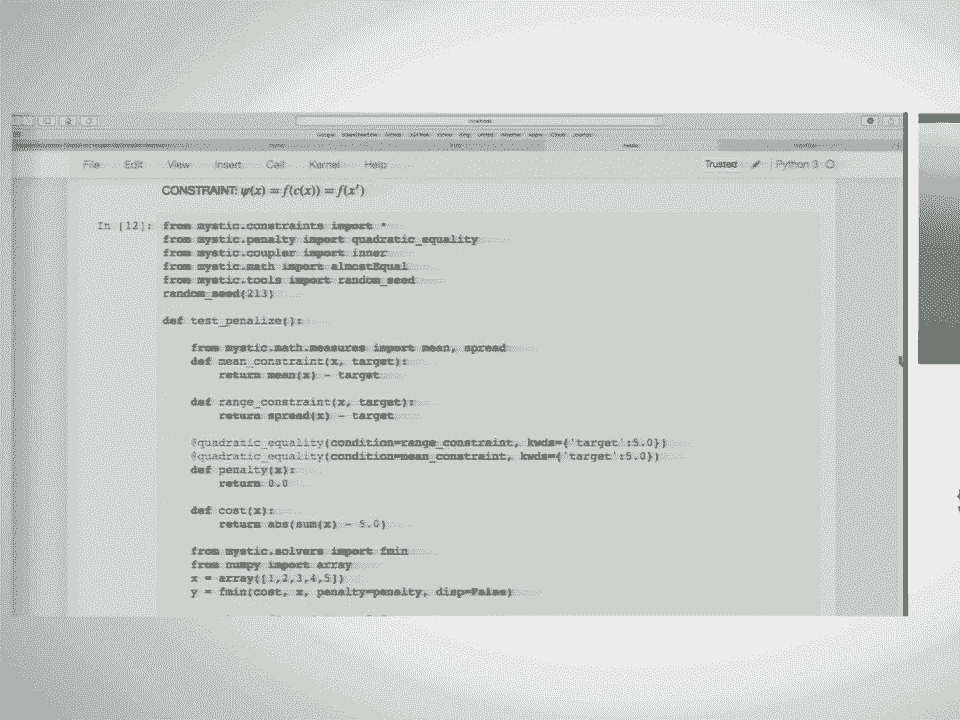 File Edit View Insert Cell Kernel Help Trusted Python 3
CONSTRAINT: ψ(x) = f(c(x)) = f(x′)
In [12]: from mystic.constraints import *
from mystic.penalty import quadratic_equality
from mystic.coupler import inner
from mystic.math import almostEqual
from mystic.tools import random_seed
random_seed(213)
def test_penalize():
from mystic.math.measures import mean, spread
def mean_constraint(x, target):
return mean(x) - target
def range_constraint(x, target):
return spread(x) - target
@quadratic_equality(condition=range_constraint, kwds={'target':5.0})
@quadratic_equality(condition=mean_constraint, kwds={'target':5.0})
def penalty(x):
return 0.0
def cost(x):
return abs(sum(x) - 5.0)
from mystic.solvers import fmin
from numpy import array
x = array([1,2,3,4,5])
y = fmin(cost, x, penalty=penalty, disp=False)